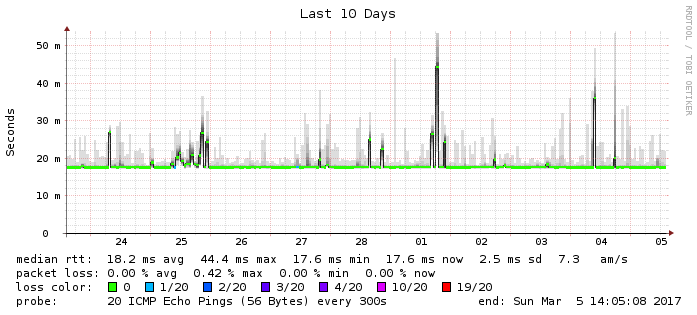 Last 10 Days
RRDTOOL / TOBI OETIKER
Seconds
50 m
40 m
30 m
20 m
10 m
0
24 25 26 27 28 01 02 03 04 05
median rtt: 18.2 ms avg 44.4 ms max 17.6 ms min 17.6 ms now 2.5 ms sd 7.3 am/s
packet loss: 0.00 % avg 0.42 % max 0.00 % min 0.00 % now
loss color: 0 1/20 2/20 3/20 4/20 10/20 19/20
probe: 20 ICMP Echo Pings (56 Bytes) every 300s end: Sun Mar 5 14:05:08 2017